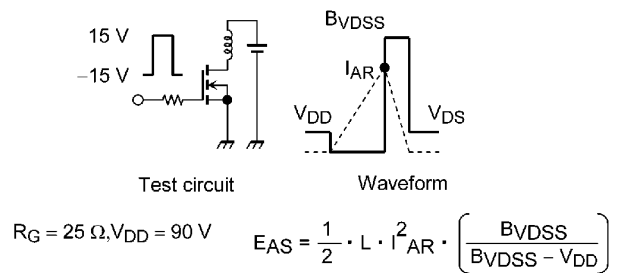 15 V
−15 V
BVDSS
IAR
VDD
VDS
Test circuit
Waveform
RG = 25 Ω,VDD = 90 V
EAS = 1/2 · L · I²AR · (BVDSS / (BVDSS − VDD))